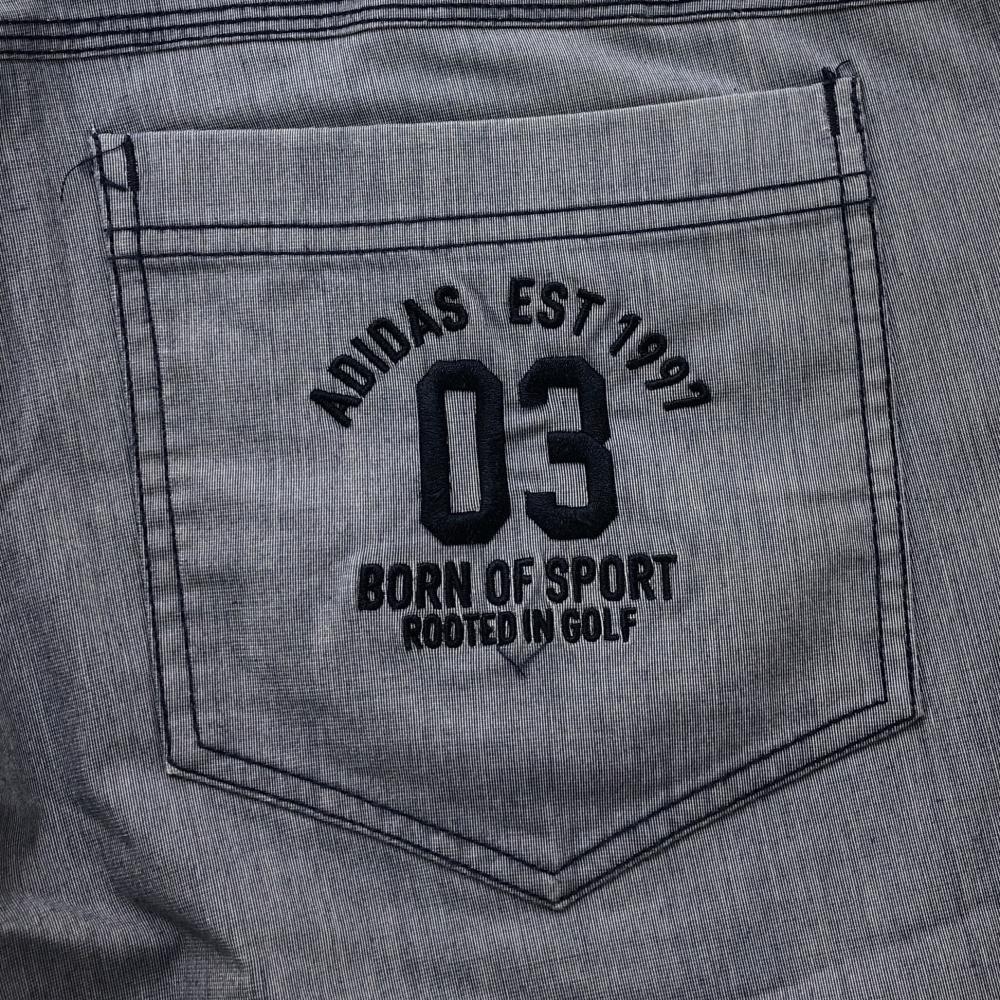 ADIDAS EST 1997
03
BORN OF SPORT
ROOTED IN GOLF